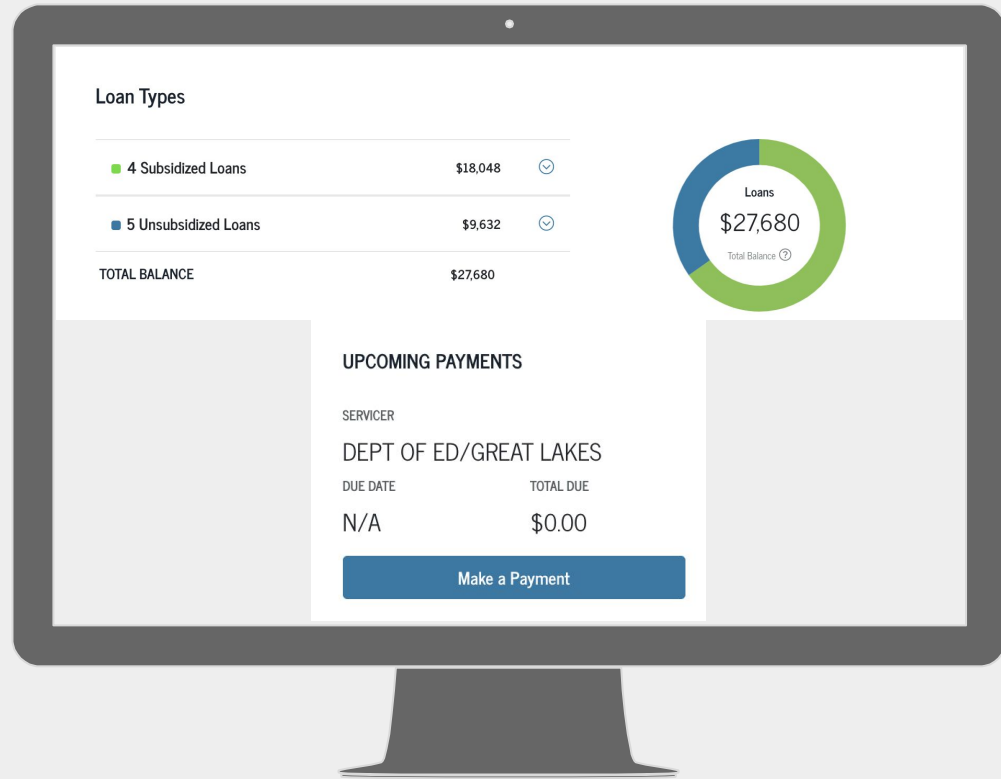 Loan Types
4 Subsidized Loans $18,048
5 Unsubsidized Loans $9,632
TOTAL BALANCE $27,680
Loans
$27,680
Total Balance ?
UPCOMING PAYMENTS
SERVICER
DEPT OF ED/GREAT LAKES
DUE DATE TOTAL DUE
N/A $0.00
Make a Payment